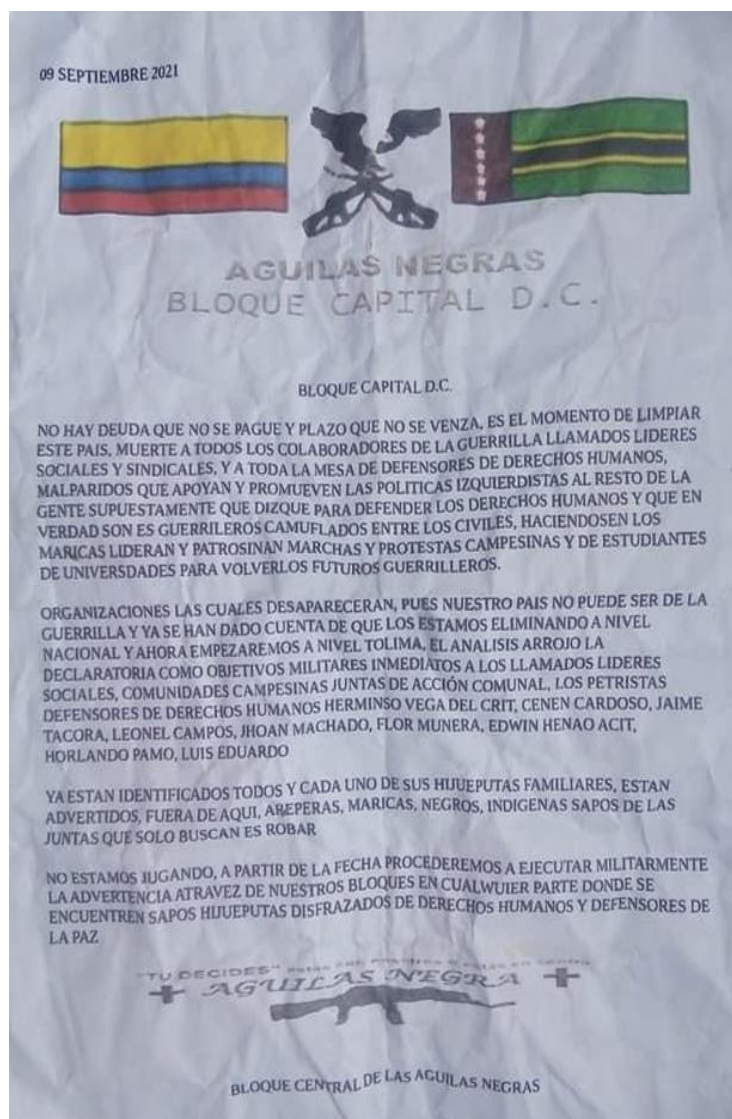 09 SEPTIEMBRE 2021
AGUILAS NEGRAS
BLOQUE CAPITAL D.C.
BLOQUE CAPITAL D.C.
NO HAY DEUDA QUE NO SE PAGUE Y PLAZO QUE NO SE VENZA, ES EL MOMENTO DE LIMPIAR
ESTE PAIS, MUERTE A TODOS LOS COLABORADORES DE LA GUERRILLA LLAMADOS LIDERES
SOCIALES Y SINDICALES, Y A TODA LA MESA DE DEFENSORES DE DERECHOS HUMANOS,
MALPARIDOS QUE APOYAN Y PROMUEVEN LAS POLITICAS IZQUIERDISTAS AL RESTO DE LA
GENTE SUPUESTAMENTE QUE DIZQUE PARA DEFENDER LOS DERECHOS HUMANOS Y QUE EN
VERDAD SON ES GUERRILEROS CAMUFLADOS ENTRE LOS CIVILES, HACIENDOSEN LOS
MARICAS LIDERAN Y PATROSINAN MARCHAS Y PROTESTAS CAMPESINAS Y DE ESTUDIANTES
DE UNIVERSDADES PARA VOLVERLOS FUTUROS GUERRILLEROS.
ORGANIZACIONES LAS CUALES DESAPARECERAN, PUES NUESTRO PAIS NO PUEDE SER DE LA
GUERRILLA Y YA SE HAN DADO CUENTA DE QUE LOS ESTAMOS ELIMINANDO A NIVEL
NACIONAL Y AHORA EMPEZAREMOS A NIVEL TOLIMA, EL ANALISIS ARROJO LA
DECLARATORIA COMO OBJETIVOS MILITARES INMEDIATOS A LOS LLAMADOS LIDERES
SOCIALES, COMUNIDADES CAMPESINAS JUNTAS DE ACCIÓN COMUNAL, LOS PETRISTAS
DEFENSORES DE DERECHOS HUMANOS HERMINSO VEGA DEL CRIT, CENEN CARDOSO, JAIME
TACORA, LEONEL CAMPOS, JHOAN MACHADO, FLOR MUNERA, EDWIN HENAO ACIT,
HORLANDO PAMO, LUIS EDUARDO
YA ESTAN IDENTIFICADOS TODOS Y CADA UNO DE SUS HIJUEPUTAS FAMILIARES, ESTAN
ADVERTIDOS, FUERA DE AQUI, AREPERAS, MARICAS, NEGROS, INDIGENAS SAPOS DE LAS
JUNTAS QUE SOLO BUSCAN ES ROBAR
NO ESTAMOS JUGANDO, A PARTIR DE LA FECHA PROCEDEREMOS A EJECUTAR MILITARMENTE
LA ADVERTENCIA ATRAVEZ DE NUESTROS BLOQUES EN CUALWUIER PARTE DONDE SE
ENCUENTREN SAPOS HIJUEPUTAS DISFRAZADOS DE DERECHOS HUMANOS Y DEFENSORES DE
LA PAZ
"TU DECIDES"
AGUILAS NEGRA
BLOQUE CENTRAL DE LAS AGUILAS NEGRAS